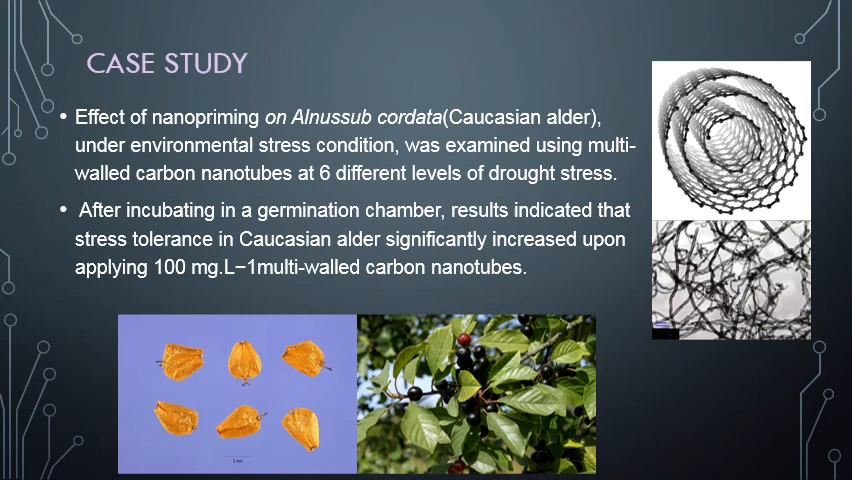 CASE STUDY
• Effect of nanopriming on Alnussub cordata(Caucasian alder),
under environmental stress condition, was examined using multi-
walled carbon nanotubes at 6 different levels of drought stress.
• After incubating in a germination chamber, results indicated that
stress tolerance in Caucasian alder significantly increased upon
applying 100 mg.L−1multi-walled carbon nanotubes.